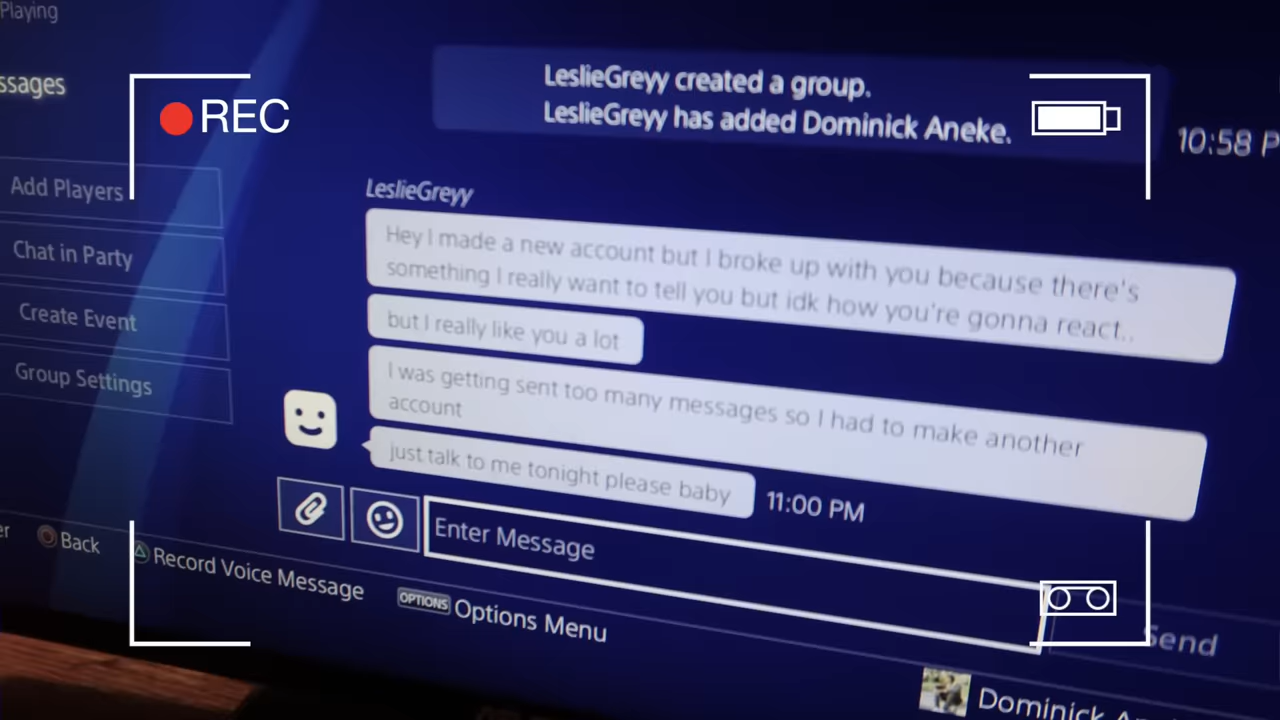 Playing
ssages
REC
LeslieGreyy created a group.
LeslieGreyy has added Dominick Aneke.
10:58 P
Add Players
Chat in Party
Create Event
Group Settings
LeslieGreyy
Hey I made a new account but I broke up with you because there's
something I really want to tell you but idk how you're gonna react..
but I really like you a lot
I was getting sent too many messages so I had to make another
account
just talk to me tonight please baby
11:00 PM
Enter Message
er
Back
Record Voice Message
OPTIONS
Options Menu
Send
Dominick An